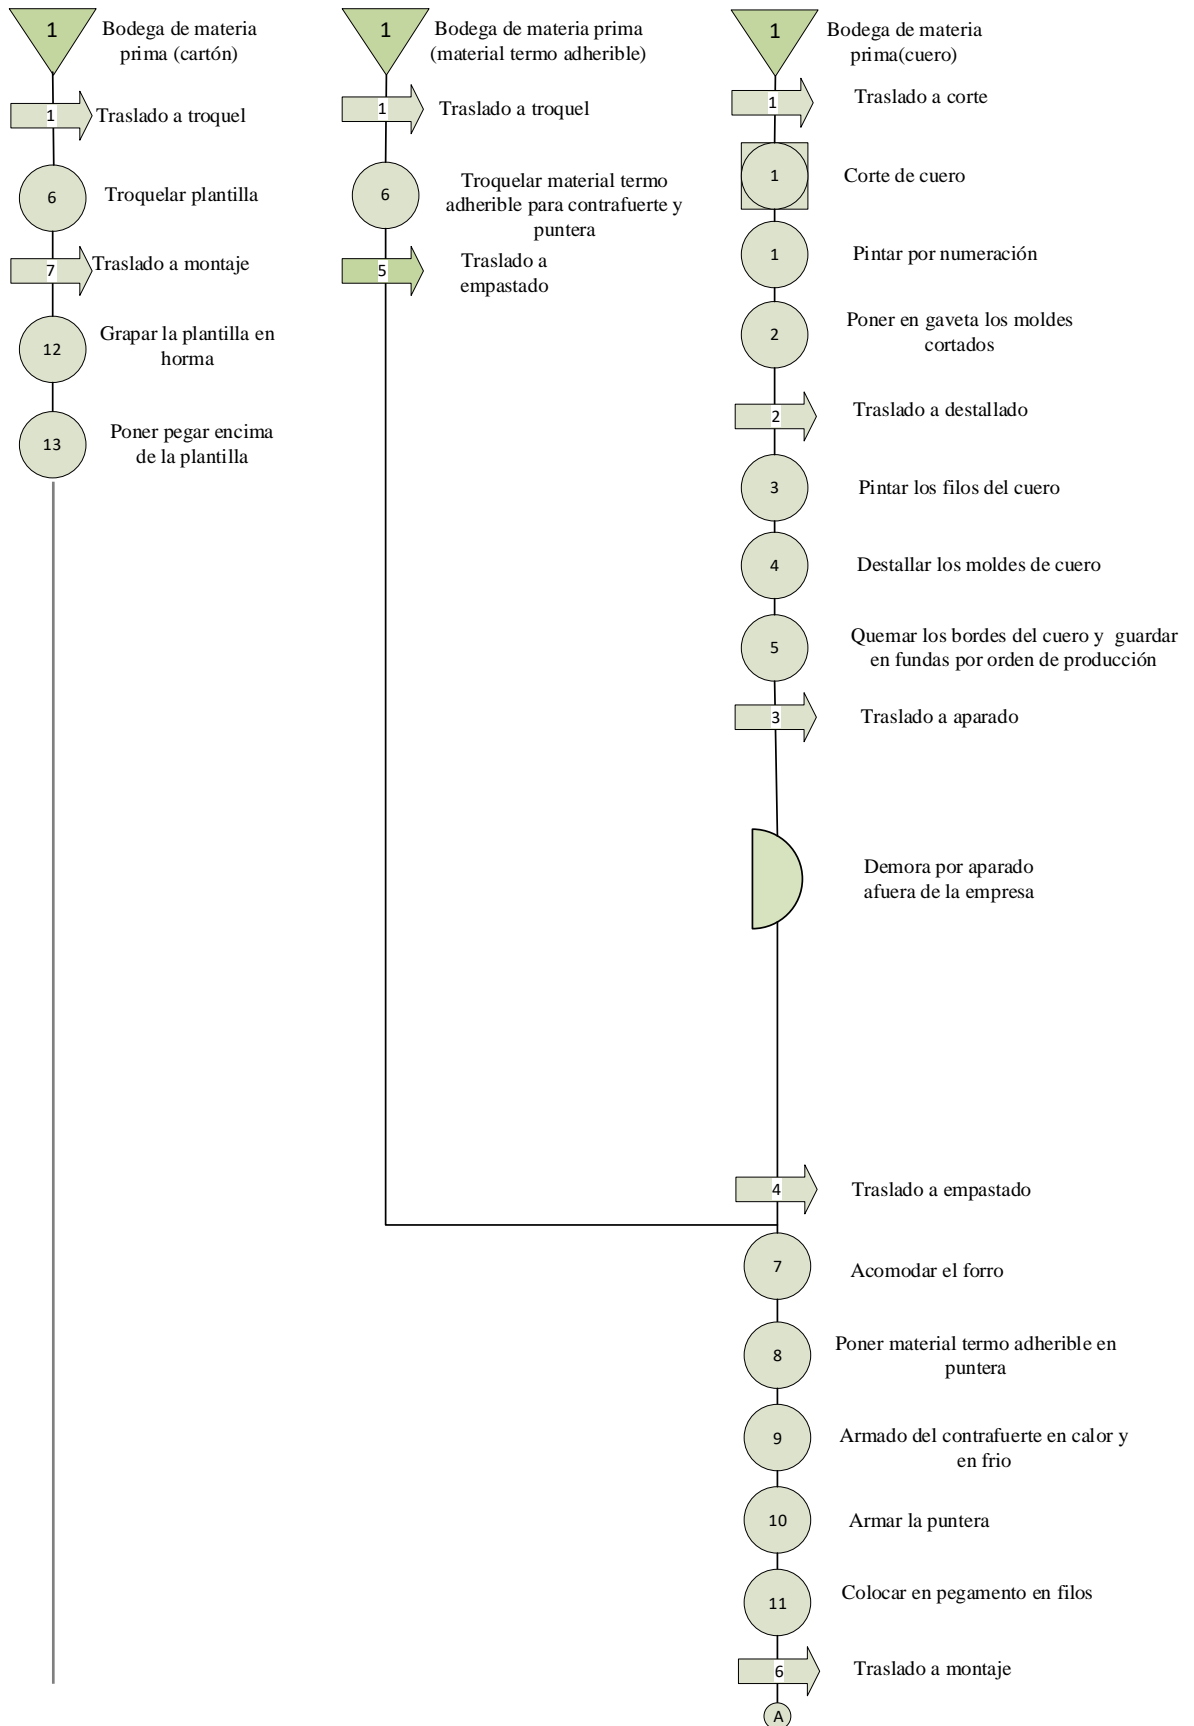 1
Bodega de materia
prima (cartón)
1
Traslado a troquel
6
Troquelar plantilla
7
Traslado a montaje
12
Grapar la plantilla en
horma
13
Poner pegar encima
de la plantilla
1
Bodega de materia prima
(material termo adherible)
1
Traslado a troquel
6
Troquelar material termo
adherible para contrafuerte y
puntera
5
Traslado a
empastado
1
Bodega de materia
prima(cuero)
1
Traslado a corte
1
Corte de cuero
1
Pintar por numeración
2
Poner en gaveta los moldes
cortados
2
Traslado a destallado
3
Pintar los filos del cuero
4
Destallar los moldes de cuero
5
Quemar los bordes del cuero y guardar
en fundas por orden de producción
3
Traslado a aparado
Demora por aparado
afuera de la empresa
4
Traslado a empastado
7
Acomodar el forro
8
Poner material termo adherible en
puntera
9
Armado del contrafuerte en calor y
en frio
10
Armar la puntera
11
Colocar en pegamento en filos
6
Traslado a montaje
A